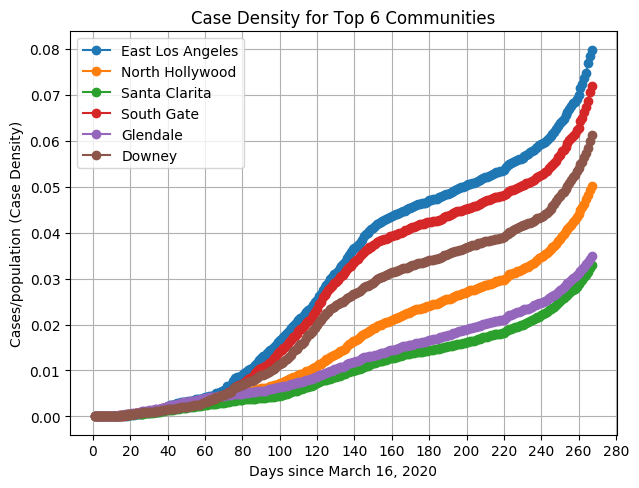 Case Density for Top 6 Communities
East Los Angeles
North Hollywood
Santa Clarita
South Gate
Glendale
Downey
Cases/population (Case Density)
0.08
0.07
0.06
0.05
0.04
0.03
0.02
0.01
0.00
0 20 40 60 80 100 120 140 160 180 200 220 240 260 280
Days since March 16, 2020